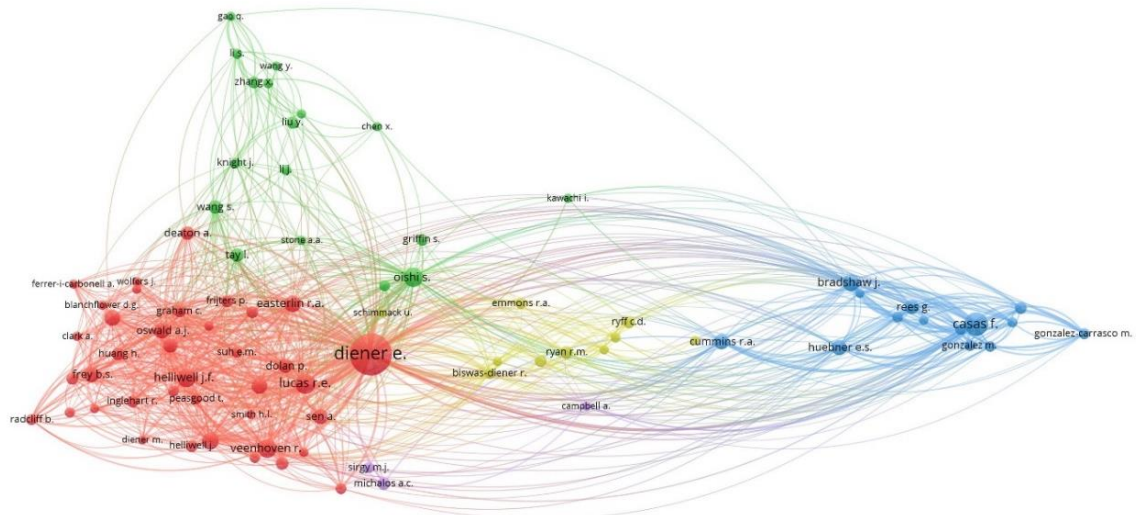 gao q.
li s.
wang y.
zhang x.
liu y.
chen x.
knight j.
li j.
kawachi i.
wang s.
deaton a.
stone a.a.
griffin s.
tay l.
oishi s.
bradshaw j.
ferrer-i-carbonell a.
wolfers j.
frijters p.
easterlin r.a.
emmons r.a.
blanchflower d.g.
graham c.
schimmack u.
rees g.
ryff c.d.
casas f.
gonzalez-carrasco m.
clark a.
oswald a.j.
cummins r.a.
huebner e.s.
gonzalez m.
huang h.
suh e.m.
diener e.
ryan r.m.
dolan p.
biswas-diener r.
frey b.s.
helliwell j.f.
lucas r.e.
inglehart r.
peasgood t.
campbell a.
radcliff b.
smith h.l.
sen a.
diener m.
helliwell j.
veenhoven r.
sirgy m.j.
michalos a.c.